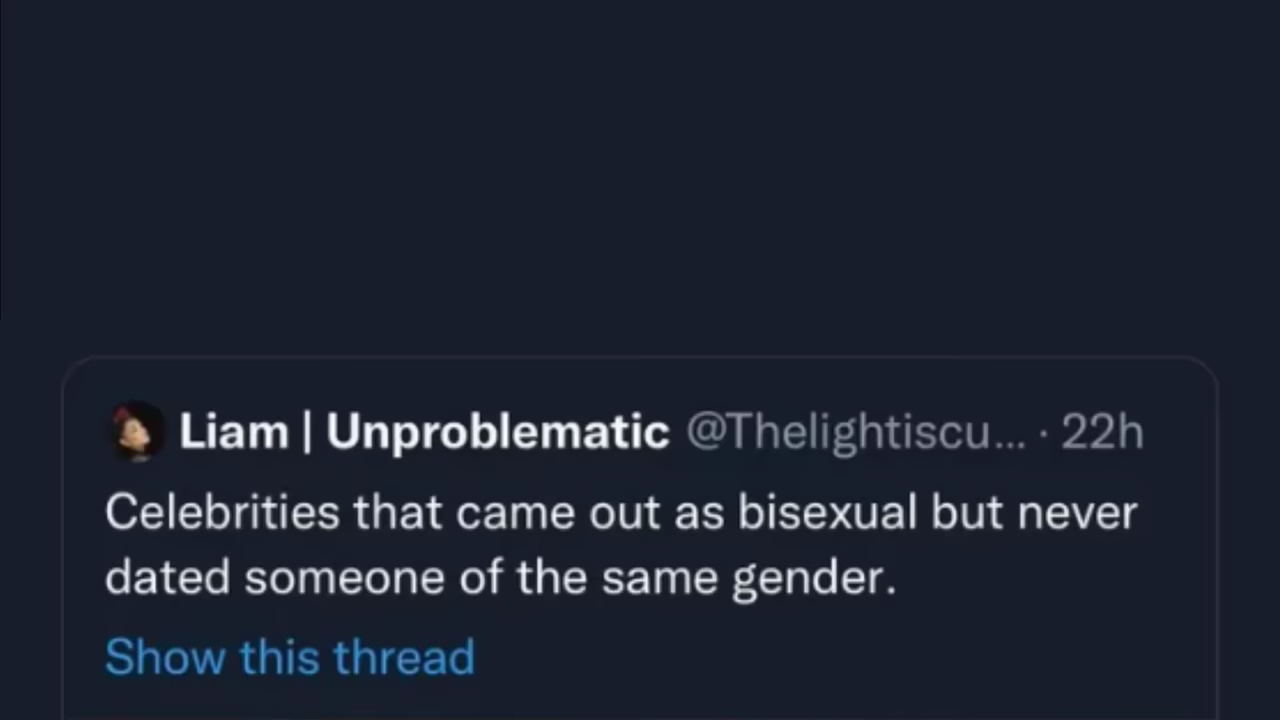 Liam | Unproblematic @Thelightiscu... · 22h
Celebrities that came out as bisexual but never
dated someone of the same gender.
Show this thread